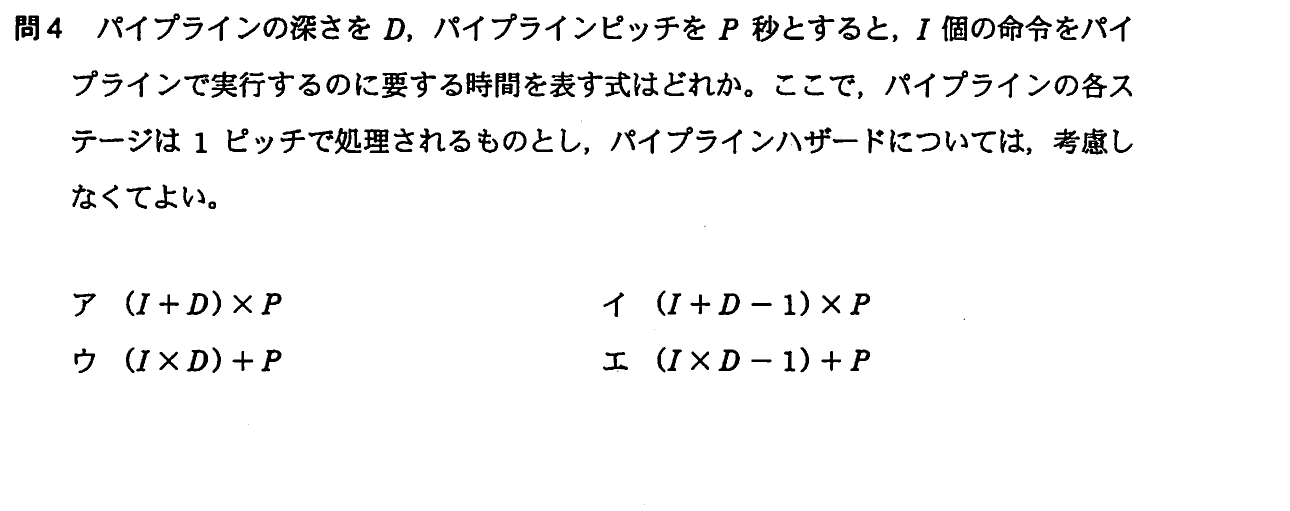 問4 パイプラインの深さを D，パイプラインピッチを P 秒とすると，I 個の命令をパイ
プラインで実行するのに要する時間を表す式はどれか。ここで，パイプラインの各ス
テージは 1 ピッチで処理されるものとし，パイプラインハザードについては，考慮し
なくてよい。
ア (I + D) × P イ (I + D − 1) × P
ウ (I × D) + P エ (I × D − 1) + P